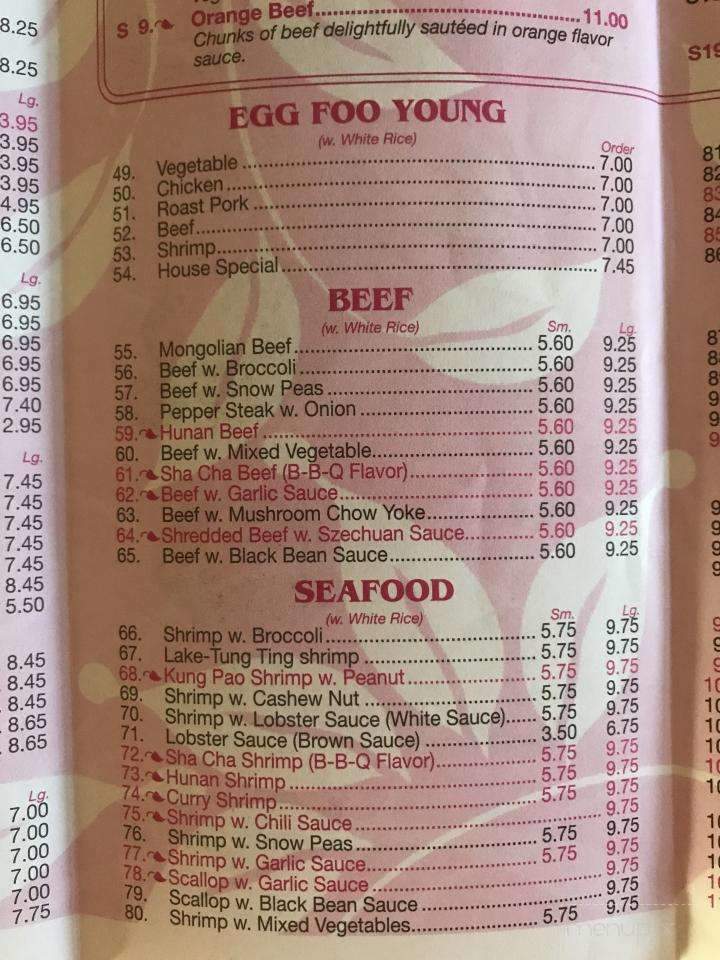 8.25
8.25
Lg.
3.95
3.95
3.95
3.95
4.95
6.50
6.50
Lg.
6.95
6.95
6.95
6.95
6.95
7.40
2.95
Lg.
7.45
7.45
7.45
7.45
7.45
8.45
5.50
8.45
8.45
8.45
8.65
8.65
Lg.
7.00
7.00
7.00
7.00
7.00
7.75
S 9. Orange Beef 11.00
Chunks of beef delightfully sautéed in orange flavor
sauce.
EGG FOO YOUNG
(w. White Rice)
Order
49. Vegetable 7.00
50. Chicken 7.00
51. Roast Pork 7.00
52. Beef 7.00
53. Shrimp 7.00
54. House Special 7.45
BEEF
(w. White Rice) Sm. Lg.
55. Mongolian Beef 5.60 9.25
56. Beef w. Broccoli 5.60 9.25
57. Beef w. Snow Peas 5.60 9.25
58. Pepper Steak w. Onion 5.60 9.25
59. Hunan Beef 5.60 9.25
60. Beef w. Mixed Vegetable 5.60 9.25
61. Sha Cha Beef (B-B-Q Flavor) 5.60 9.25
62. Beef w. Garlic Sauce 5.60 9.25
63. Beef w. Mushroom Chow Yoke 5.60 9.25
64. Shredded Beef w. Szechuan Sauce 5.60 9.25
65. Beef w. Black Bean Sauce 5.60 9.25
SEAFOOD
(w. White Rice) Sm. Lg.
66. Shrimp w. Broccoli 5.75 9.75
67. Lake-Tung Ting shrimp 5.75 9.75
68. Kung Pao Shrimp w. Peanut 5.75 9.75
69. Shrimp w. Cashew Nut 5.75 9.75
70. Shrimp w. Lobster Sauce (White Sauce) 5.75 9.75
71. Lobster Sauce (Brown Sauce) 3.50 6.75
72. Sha Cha Shrimp (B-B-Q Flavor) 5.75 9.75
73. Hunan Shrimp 5.75 9.75
74. Curry Shrimp 5.75 9.75
75. Shrimp w. Chili Sauce 9.75
76. Shrimp w. Snow Peas 5.75 9.75
77. Shrimp w. Garlic Sauce 5.75 9.75
78. Scallop w. Garlic Sauce 9.75
79. Scallop w. Black Bean Sauce 9.75
80. Shrimp w. Mixed Vegetables 5.75 9.75